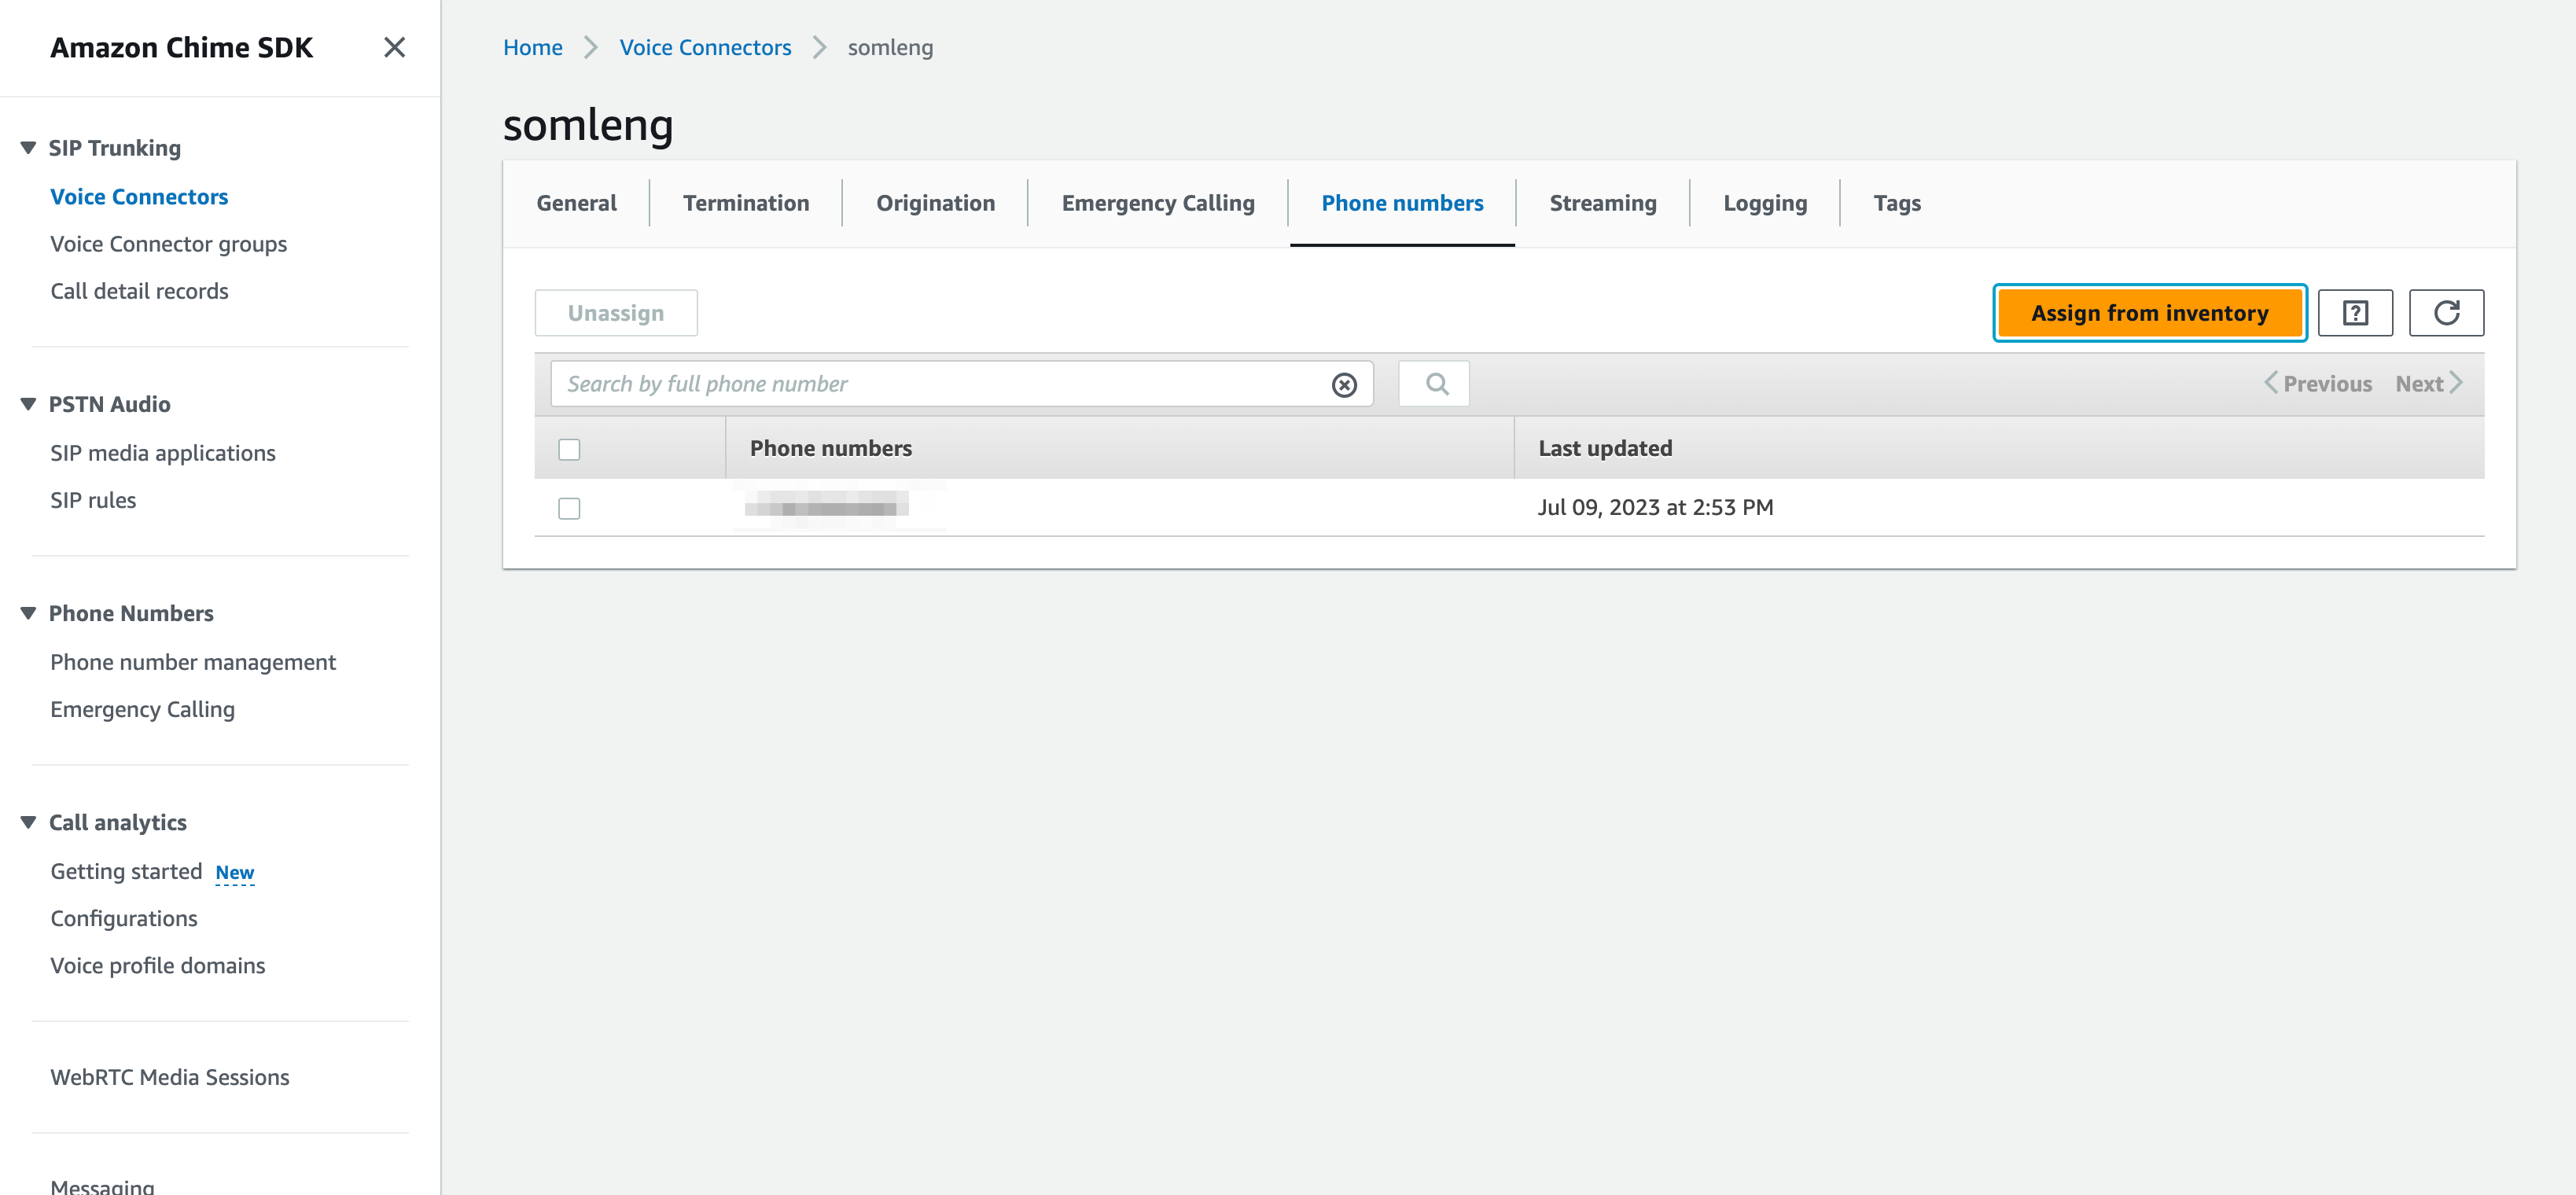 Amazon Chime SDK
SIP Trunking
Voice Connectors
Voice Connector groups
Call detail records
PSTN Audio
SIP media applications
SIP rules
Phone Numbers
Phone number management
Emergency Calling
Call analytics
Getting started New
Configurations
Voice profile domains
WebRTC Media Sessions
Messaging
Home Voice Connectors somleng
somleng
General Termination Origination Emergency Calling Phone numbers Streaming Logging Tags
Unassign Assign from inventory
Search by full phone number Previous Next
Phone numbers Last updated
Jul 09, 2023 at 2:53 PM